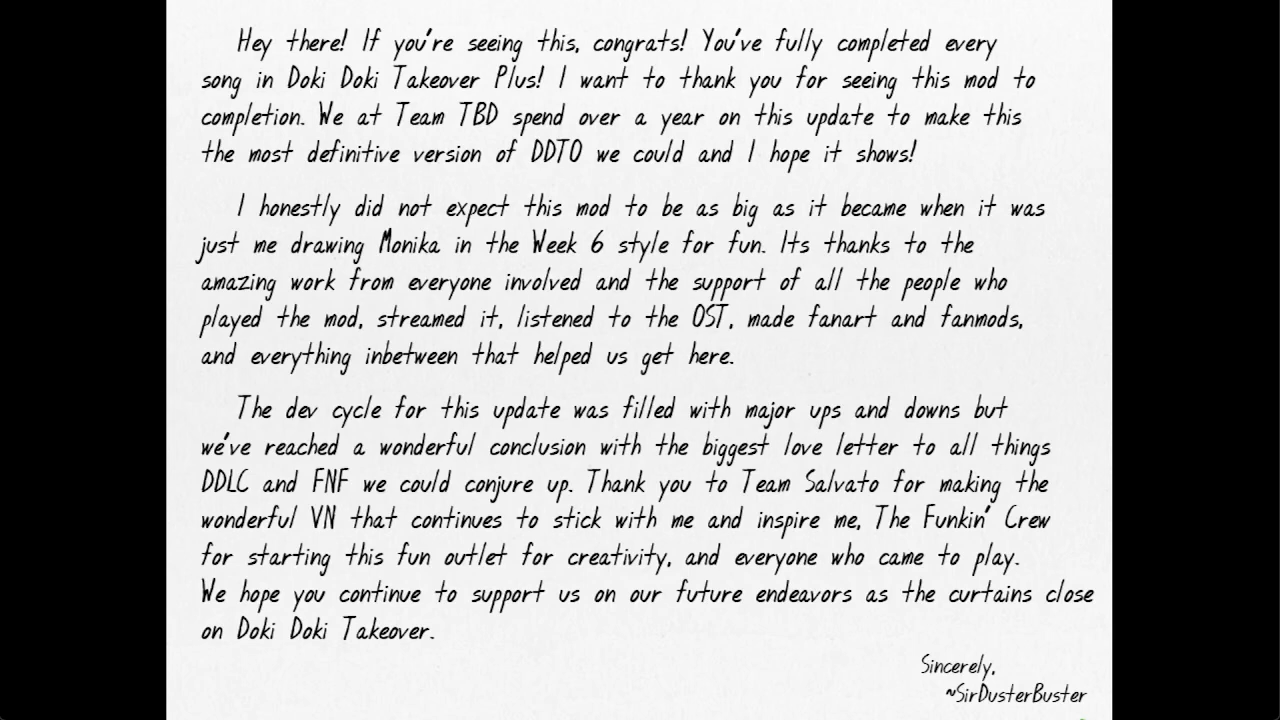 Hey there! If you're seeing this, congrats! You've fully completed every
song in Doki Doki Takeover Plus! I want to thank you for seeing this mod to
completion. We at Team TBD spend over a year on this update to make this
the most definitive version of DDTO we could and I hope it shows!
I honestly did not expect this mod to be as big as it became when it was
just me drawing Monika in the Week 6 style for fun. Its thanks to the
amazing work from everyone involved and the support of all the people who
played the mod, streamed it, listened to the OST, made fanart and fanmods,
and everything inbetween that helped us get here.
The dev cycle for this update was filled with major ups and downs but
we've reached a wonderful conclusion with the biggest love letter to all things
DDLC and FNF we could conjure up. Thank you to Team Salvato for making the
wonderful VN that continues to stick with me and inspire me, The Funkin' Crew
for starting this fun outlet for creativity, and everyone who came to play.
We hope you continue to support us on our future endeavors as the curtains close
on Doki Doki Takeover.
Sincerely,
~SirDusterBuster